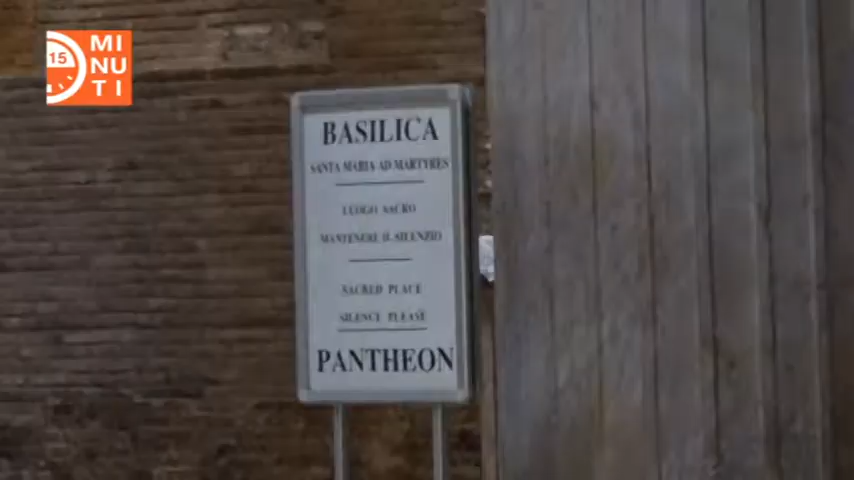 15
MI
NU
TI
BASILICA
SANTA MARIA AD MARTYRES
LUOGO SACRO
MANTENERE IL SILENZIO
SACRED PLACE
SILENCE PLEASE
PANTHEON